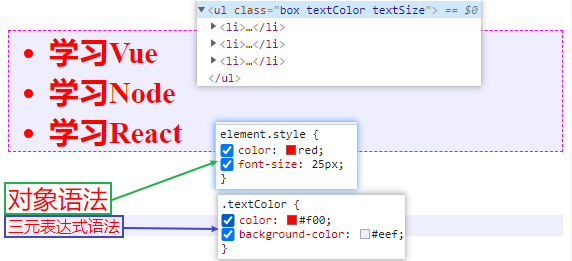 <ul class="box textColor textSize"> == $0
<li>…</li>
<li>…</li>
<li>…</li>
</ul>
学习Vue
学习Node
学习React
element.style {
color: red;
font-size: 25px;
}
对象语法
三元表达式语法
.textColor {
color: #f00;
background-color: #eef;
}